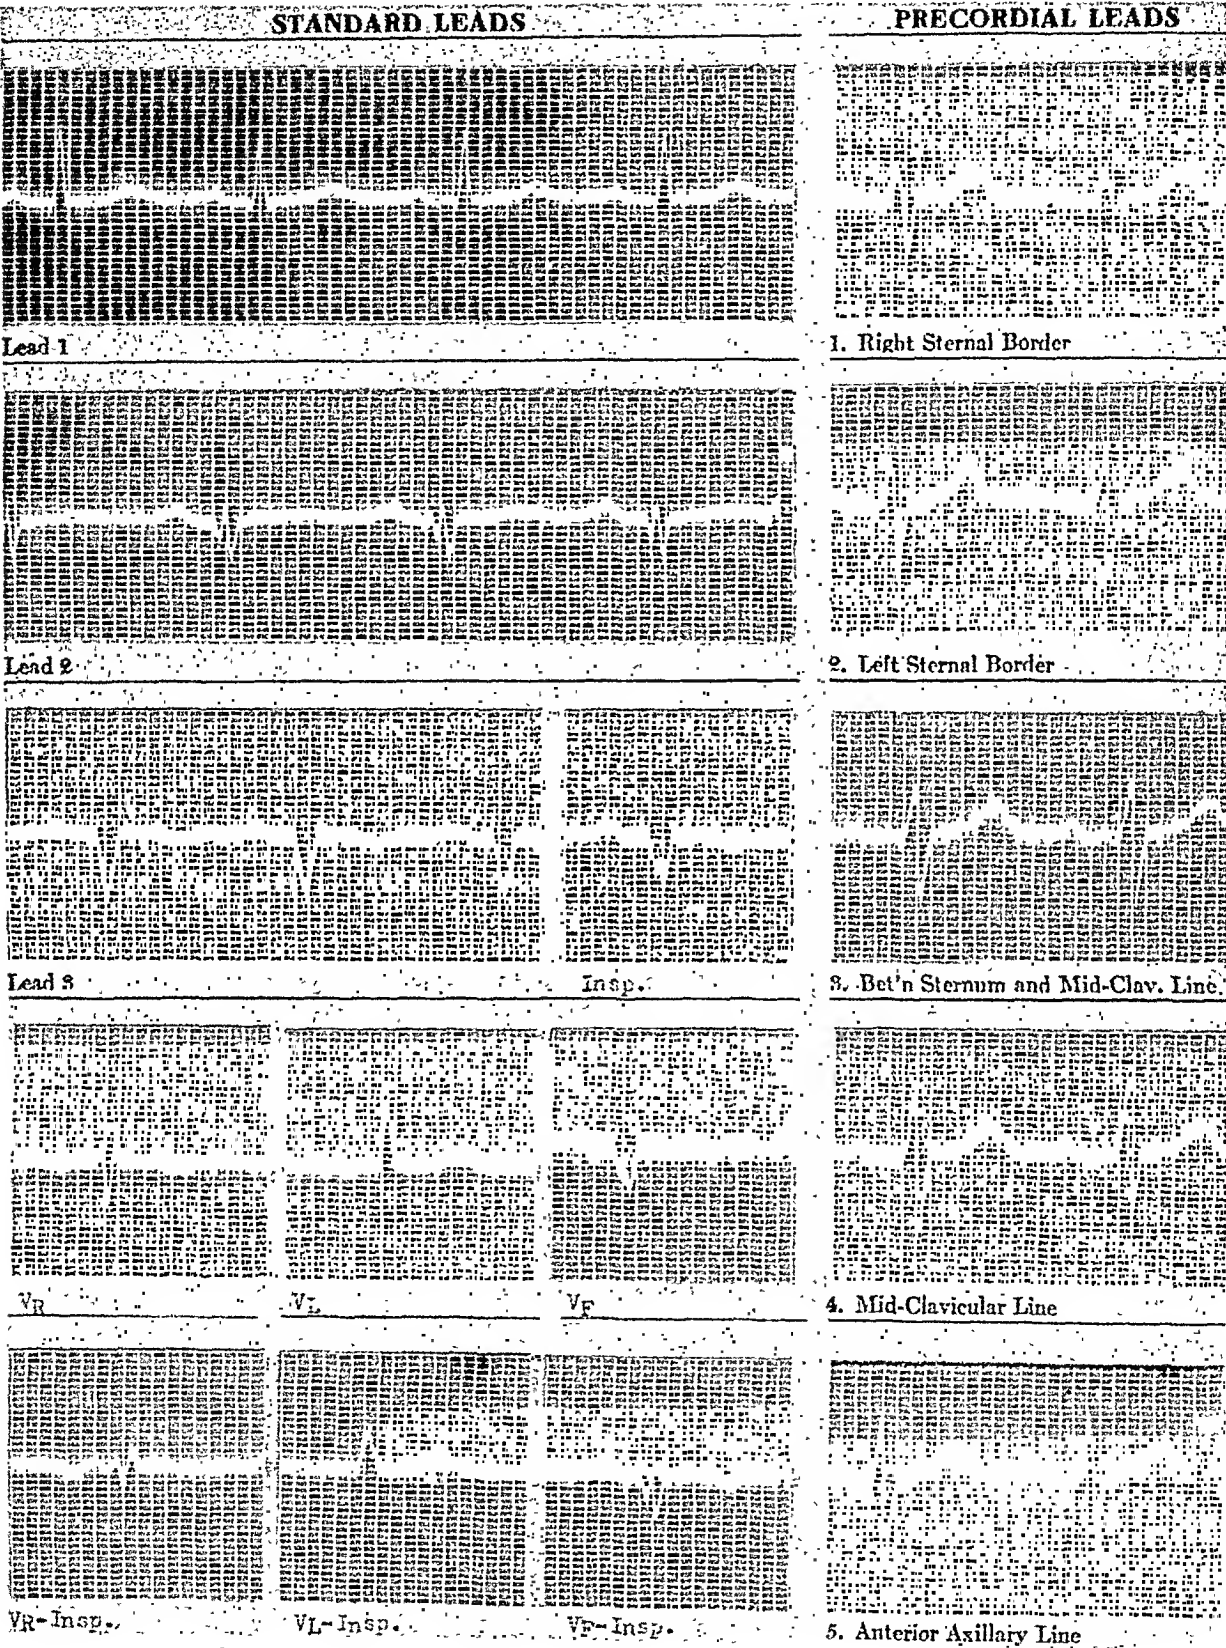 STANDARD LEADS
PRECORDIAL LEADS
Lead 1
1. Right Sternal Border
Lead 2
2. Left Sternal Border
Lead 3
Insp.
3. Bet'n Sternum and Mid-Clav. Line.
VR
VL
VF
4. Mid-Clavicular Line
VR-Insp.
VL-Insp.
VF-Insp.
5. Anterior Axillary Line